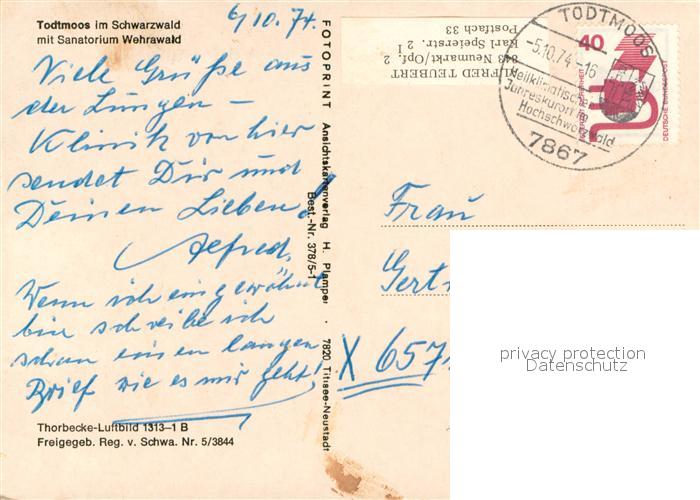 Todtmoos im Schwarzwald
mit Sanatorium Wehrawald
6/10.74.
Viele Grüße aus
der Lungen –
Klinik von hier
sendet Dir und
Deinen Lieben!
Alfred.
Wenn ich eingewöhnt
bin schreibe ich
schon einen langen
Brief wie es mir geht!
Thorbecke-Luftbild 1313–1 B
Freigegeb. Reg. v. Schwa. Nr. 5/3844
FOTOPRINT Ansichtskartenverlag H. Plamper · 7820 Titisee-Neustadt
Best.-Nr. 378/5-1
ALFRED TEUBERT
843 Neumarkt/Opf. 2
Karl Speierstr. 2 I
Postfach 33
TODTMOOS
-5.10.74-16
Heilklimatischer
Jahreskurort im
Hochschwarzwald
7867
40
DEUTSCHE BUNDESPOST
Frau
Gert
X 657
privacy protection
Datenschutz